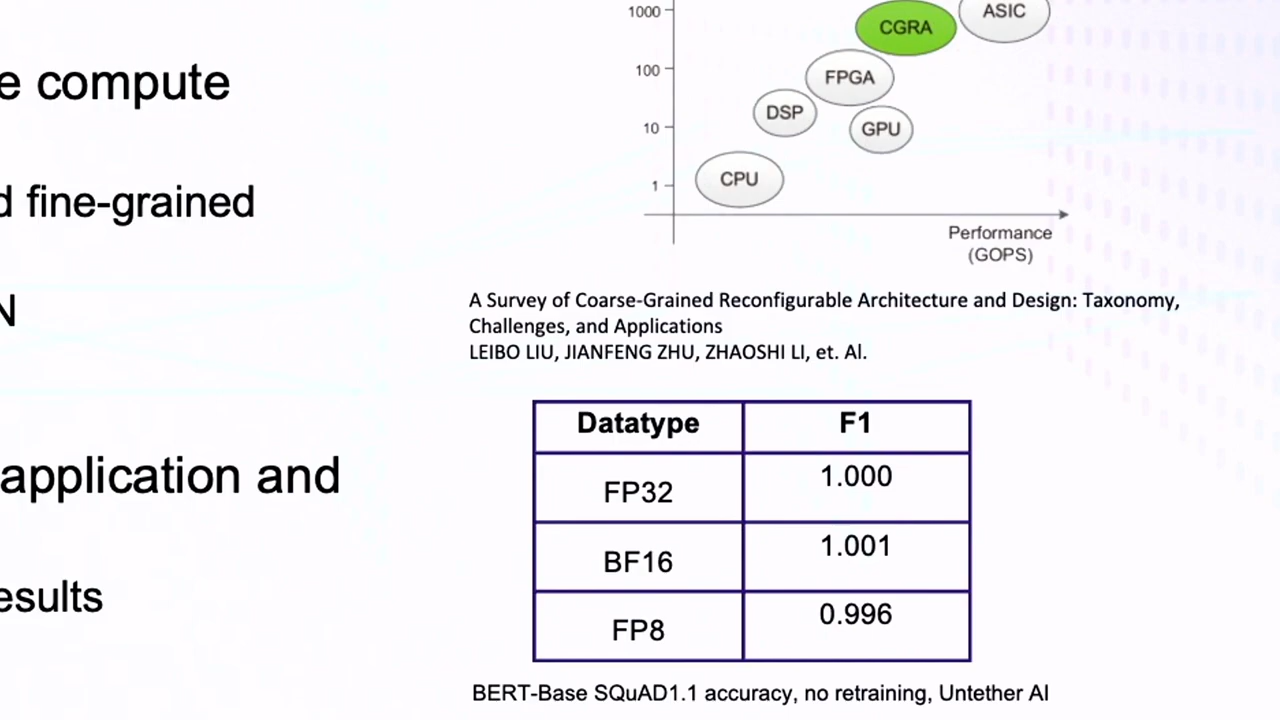 e compute
d fine-grained
N
application and
esults
1000
ASIC
CGRA
100
FPGA
DSP
10
GPU
CPU
1
Performance
(GOPS)
A Survey of Coarse-Grained Reconfigurable Architecture and Design: Taxonomy,
Challenges, and Applications
LEIBO LIU, JIANFENG ZHU, ZHAOSHI LI, et. Al.
Datatype F1
FP32 1.000
BF16 1.001
FP8 0.996
BERT-Base SQuAD1.1 accuracy, no retraining, Untether AI